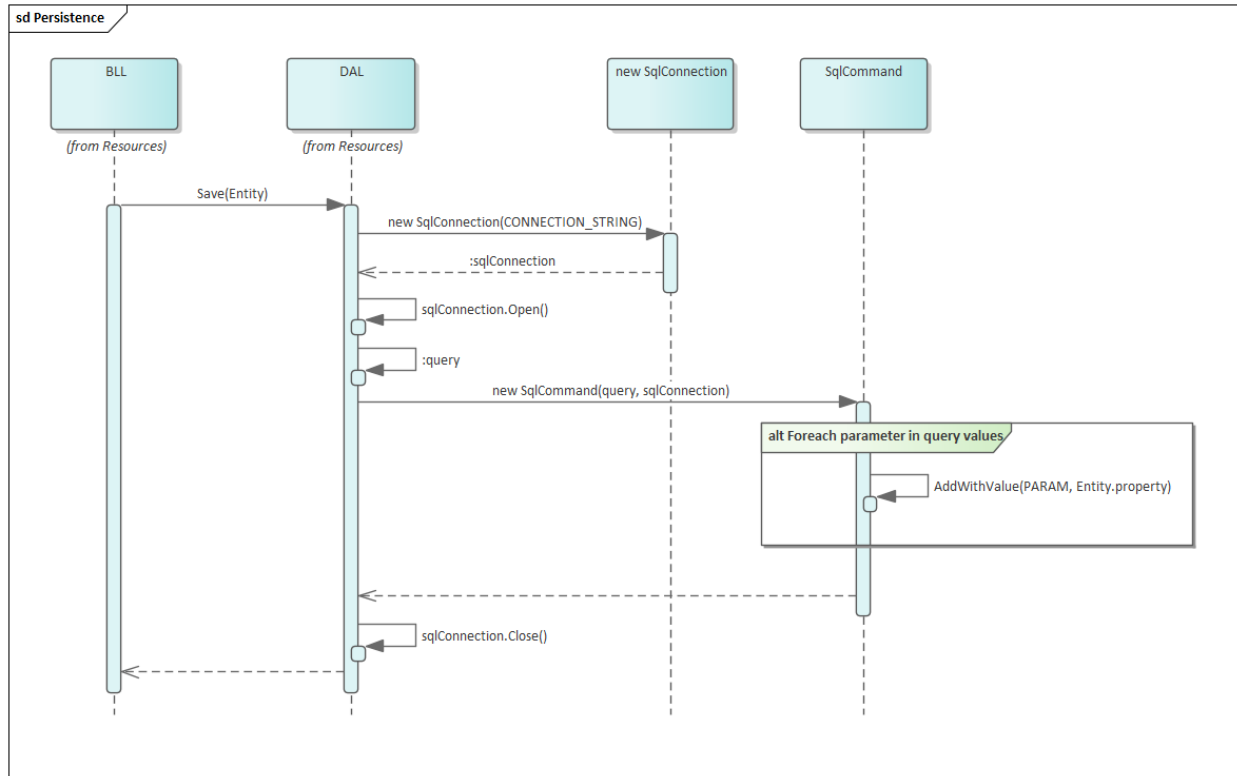 sd Persistence
BLL
DAL
new SqlConnection
SqlCommand
(from Resources)
(from Resources)
Save(Entity)
new SqlConnection(CONNECTION_STRING)
:sqlConnection
sqlConnection.Open()
:query
new SqlCommand(query, sqlConnection)
alt Foreach parameter in query values
AddWithValue(PARAM, Entity.property)
sqlConnection.Close()